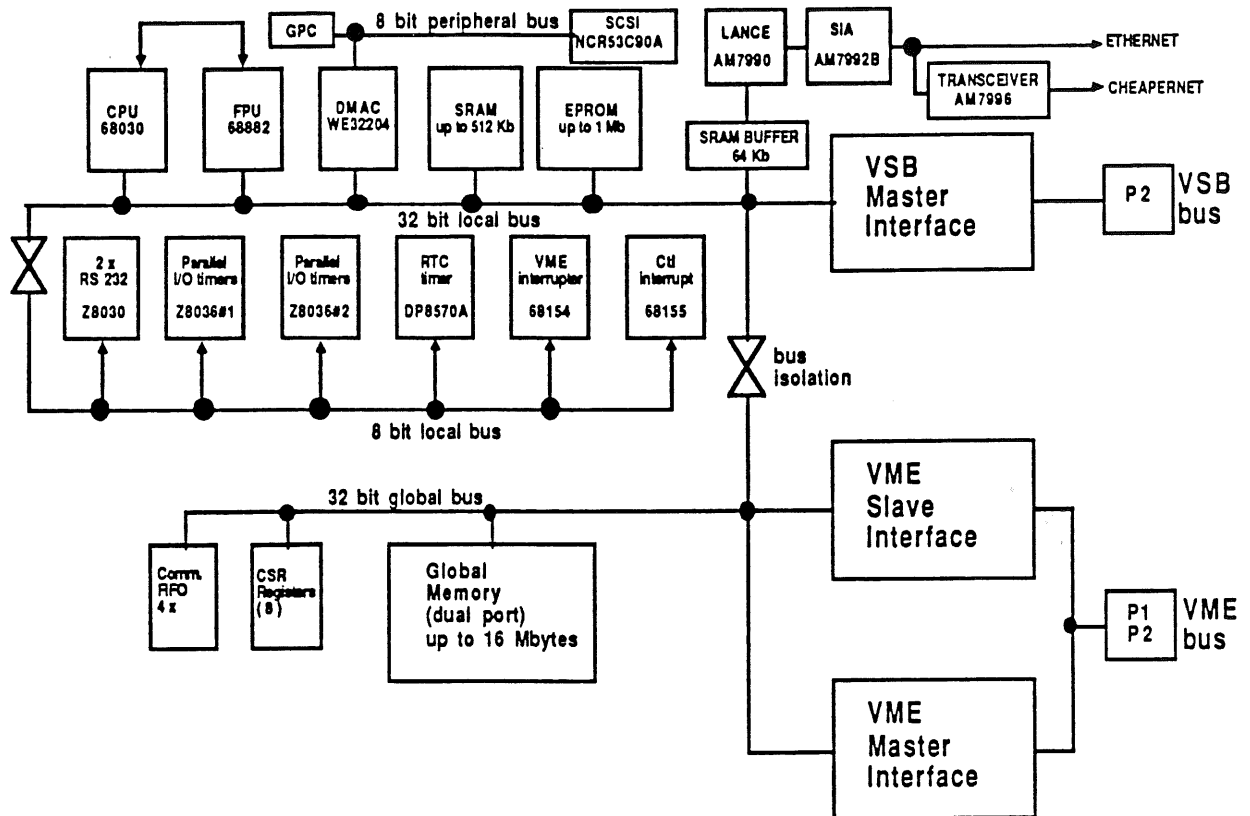 GPC
8 bit peripheral bus
SCSI
NCR53C90A
LANCE
AM7990
SIA
AM7992B
ETHERNET
TRANSCEIVER
AM7996
CHEAPERNET
CPU
68030
FPU
68882
DMAC
WE32204
SRAM
up to 512 Kb
EPROM
up to 1 Mb
SRAM BUFFER
64 Kb
VSB
Master
Interface
P2
VSB
bus
32 bit local bus
2 x
RS 232
Z8030
Parallel
I/O timers
Z8036#1
Parallel
I/O timers
Z8036#2
RTC
timer
DP8570A
VME
interrupter
68154
Ctl
interrupt
68155
bus
isolation
8 bit local bus
32 bit global bus
Comm.
FIFO
4 x
CSR
Registers
(8)
Global
Memory
(dual port)
up to 16 Mbytes
VME
Slave
Interface
P1
P2
VME
bus
VME
Master
Interface